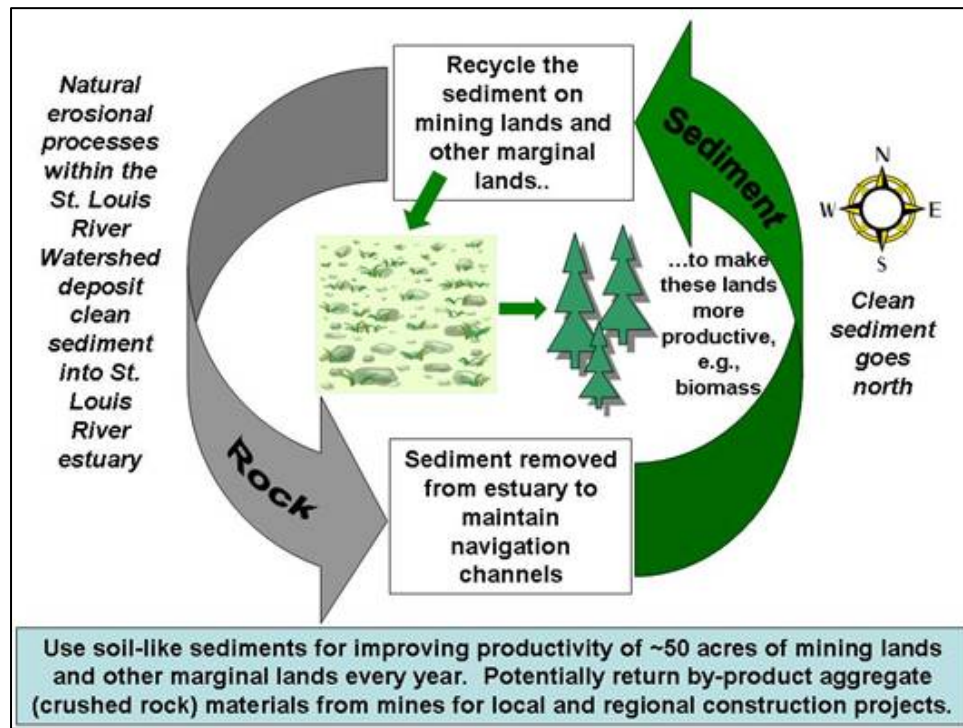 Natural
erosional
processes
within the
St. Louis
River
Watershed
deposit
clean
sediment
into St.
Louis
River
estuary
Recycle the
sediment on
mining lands and
other marginal
lands..
Sediment
N
W
E
S
...to make
these lands
more
productive,
e.g.,
biomass
Clean
sediment
goes
north
Rock
Sediment removed
from estuary to
maintain
navigation
channels
Use soil-like sediments for improving productivity of ~50 acres of mining lands
and other marginal lands every year.  Potentially return by-product aggregate
(crushed rock) materials from mines for local and regional construction projects.